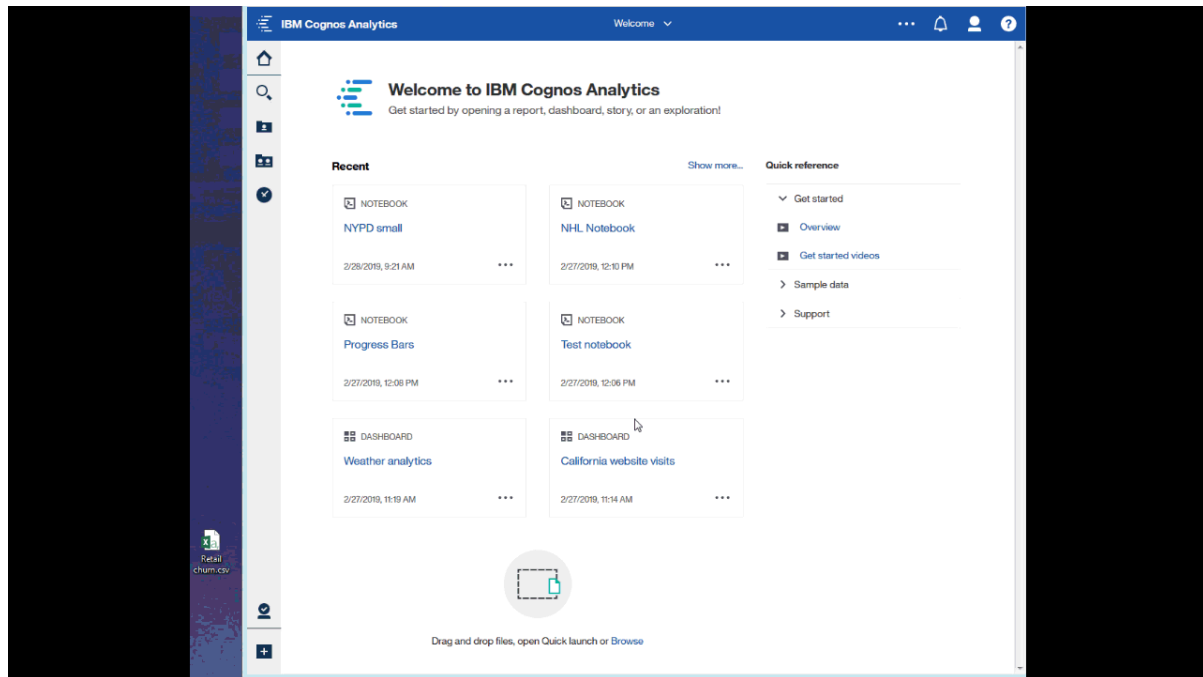 IBM Cognos Analytics
Welcome
Welcome to IBM Cognos Analytics
Get started by opening a report, dashboard, story, or an exploration!
Recent
Show more...
NOTEBOOK
NYPD small
2/28/2019, 9:21 AM
NOTEBOOK
NHL Notebook
2/27/2019, 12:10 PM
NOTEBOOK
Progress Bars
2/27/2019, 12:08 PM
NOTEBOOK
Test notebook
2/27/2019, 12:06 PM
DASHBOARD
Weather analytics
2/27/2019, 11:19 AM
DASHBOARD
California website visits
2/27/2019, 11:14 AM
Quick reference
Get started
Overview
Get started videos
Sample data
Support
Retail
churn.csv
Drag and drop files, open Quick launch or Browse